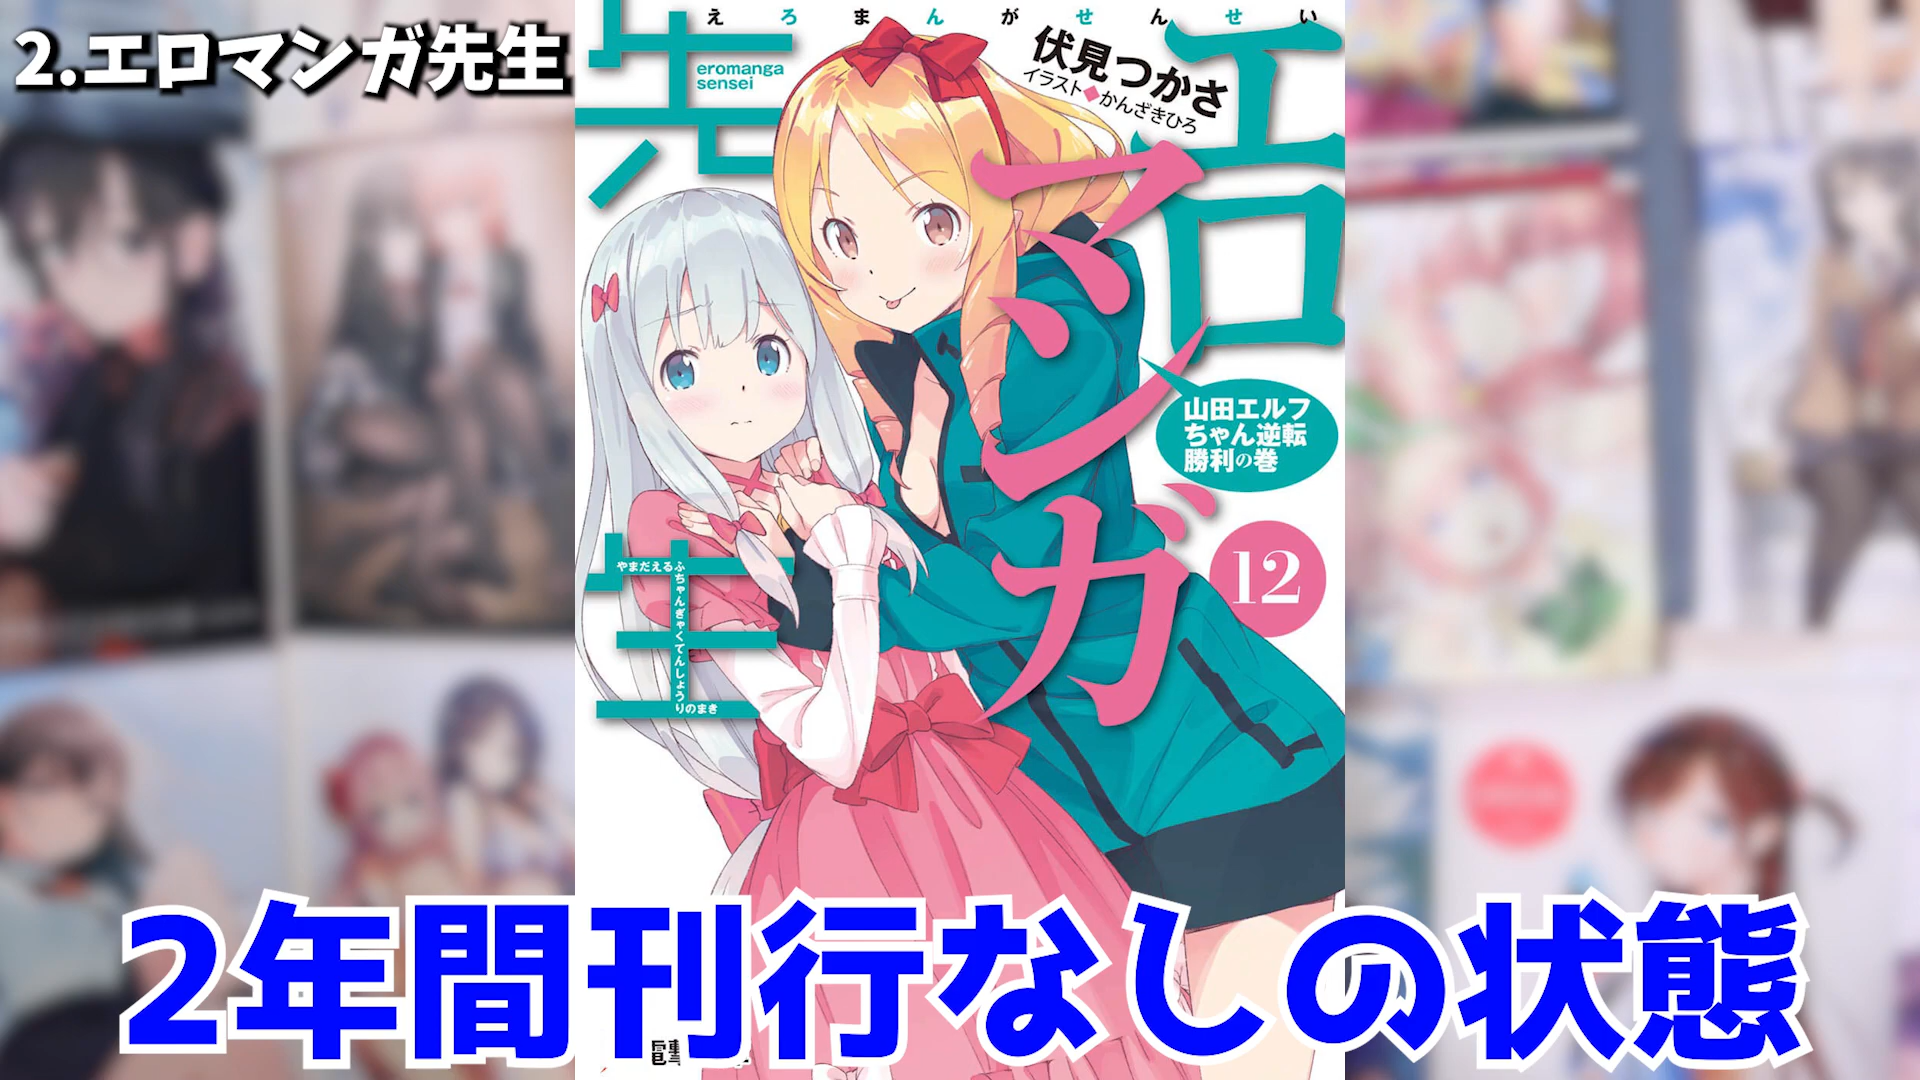 2.エロマンガ先生
えろまんがせんせい
エロマンガ先生
eromanga
sensei
伏見つかさ
イラスト◆かんざきひろ
山田エルフ
ちゃん逆転
勝利の巻
12
やまだえるふちゃんぎゃくてんしょうりのまき
2年間刊行なしの状態